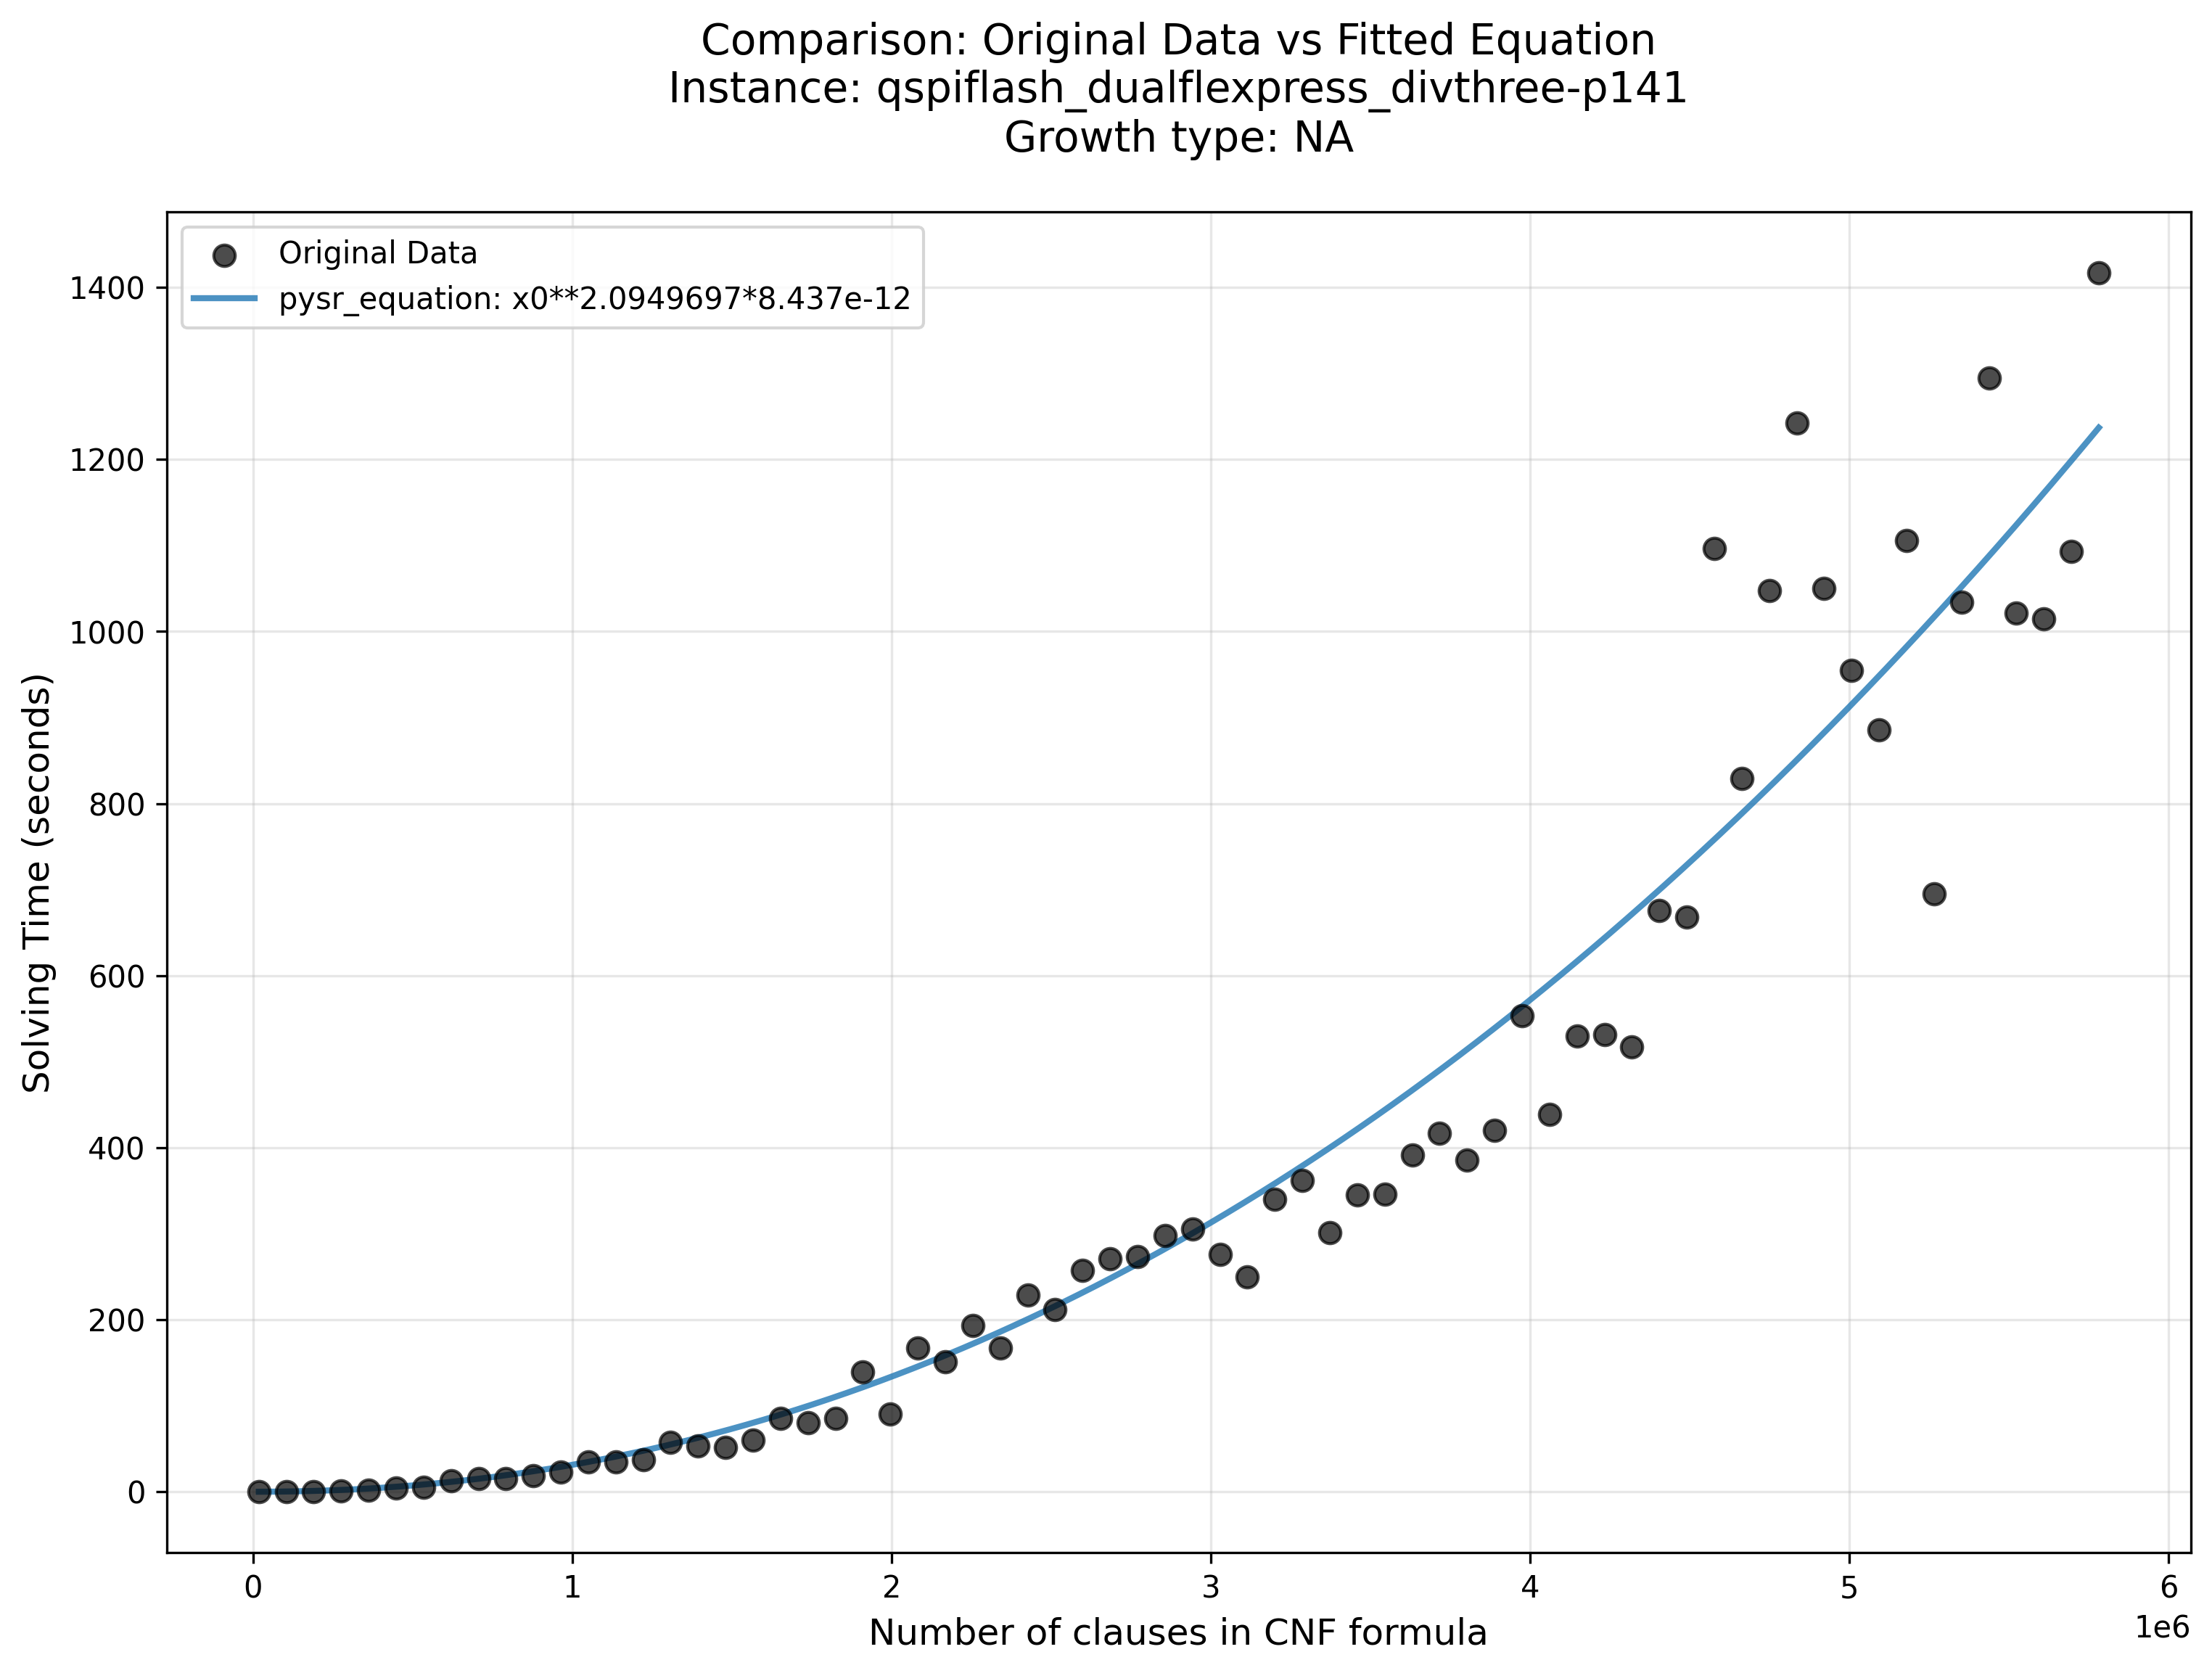 Comparison: Original Data vs Fitted Equation
Instance: qspiflash_dualflexpress_divthree-p141
Growth type: NA
Original Data
pysr_equation: x0**2.0949697*8.437e-12
1400
1200
1000
800
600
400
200
0
Solving Time (seconds)
0 1 2 3 4 5 6
1e6
Number of clauses in CNF formula